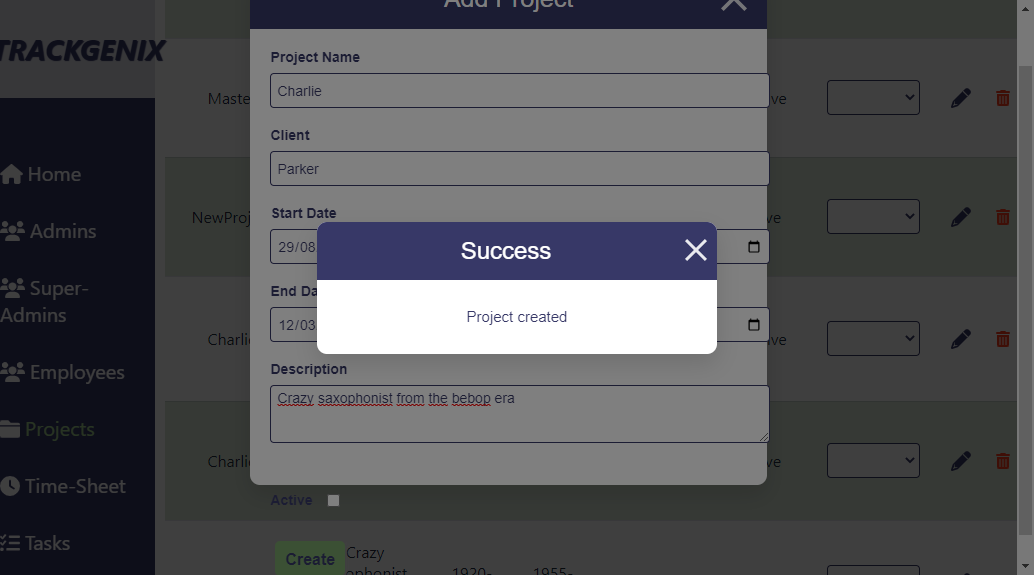 Add Project
TRACKGENIX
Project Name
Charlie
Maste
ve
Client
Home
Parker
Start Date
NewProj
ve
Admins
29/08
Success
Super-
Admins
End Da
Project created
12/03
Charlie
ve
Employees
Description
Crazy saxophonist from the bebop era
Projects
Charlie
ve
Time-Sheet
Active
Tasks
Create
Crazy
ophonist
1920-
1955-